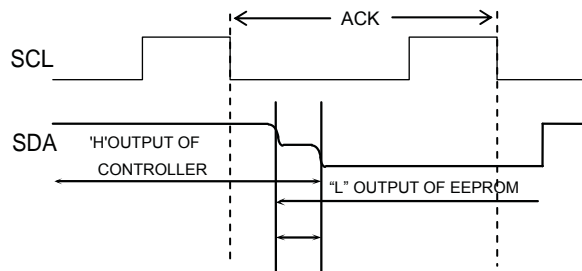 ACK
SCL
SDA
'H'OUTPUT OF
CONTROLLER
“L” OUTPUT OF EEPROM